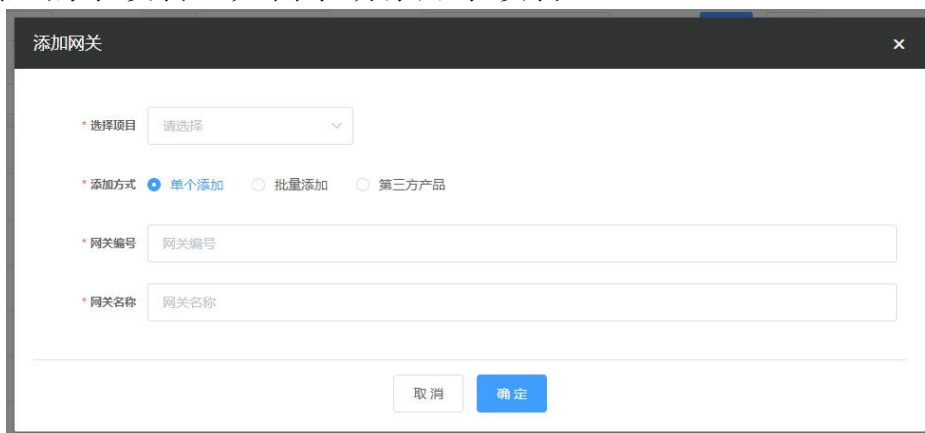 添加网关 ×
* 选择项目 请选择
* 添加方式 单个添加 批量添加 第三方产品
* 网关编号 网关编号
* 网关名称 网关名称
取消 确定